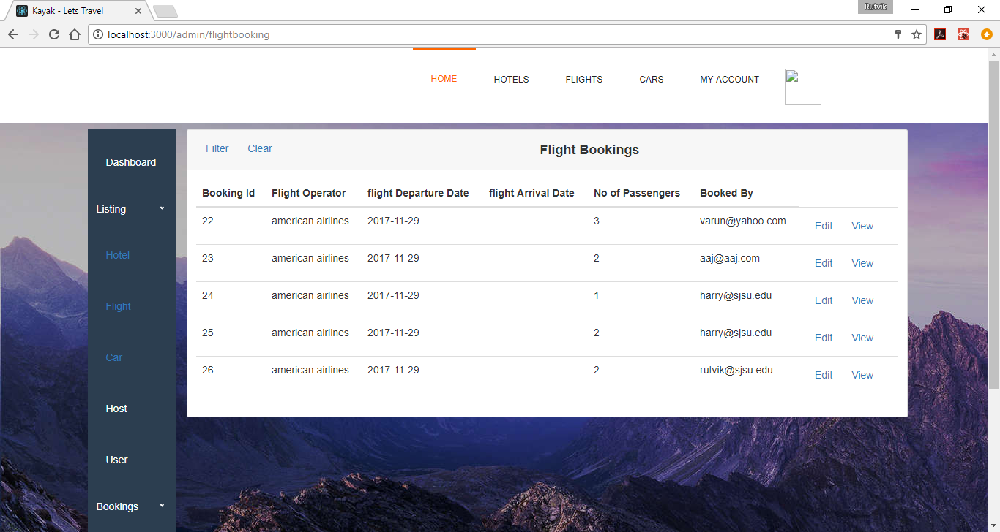 Kayak - Lets Travel
Rutvik
localhost:3000/admin/flightbooking
HOME HOTELS FLIGHTS CARS MY ACCOUNT
Dashboard
Listing
Hotel
Flight
Car
Host
User
Bookings
Filter Clear Flight Bookings
Booking Id Flight Operator flight Departure Date flight Arrival Date No of Passengers Booked By
22 american airlines 2017-11-29 3 varun@yahoo.com Edit View
23 american airlines 2017-11-29 2 aaj@aaj.com Edit View
24 american airlines 2017-11-29 1 harry@sjsu.edu Edit View
25 american airlines 2017-11-29 2 harry@sjsu.edu Edit View
26 american airlines 2017-11-29 2 rutvik@sjsu.edu Edit View